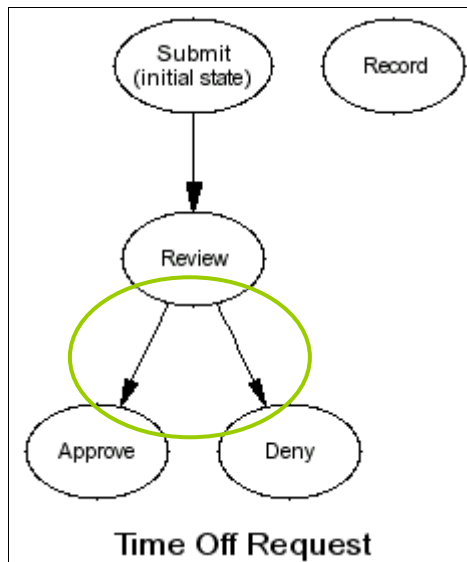 Submit
(initial state)
Record
Review
Approve
Deny
Time Off Request